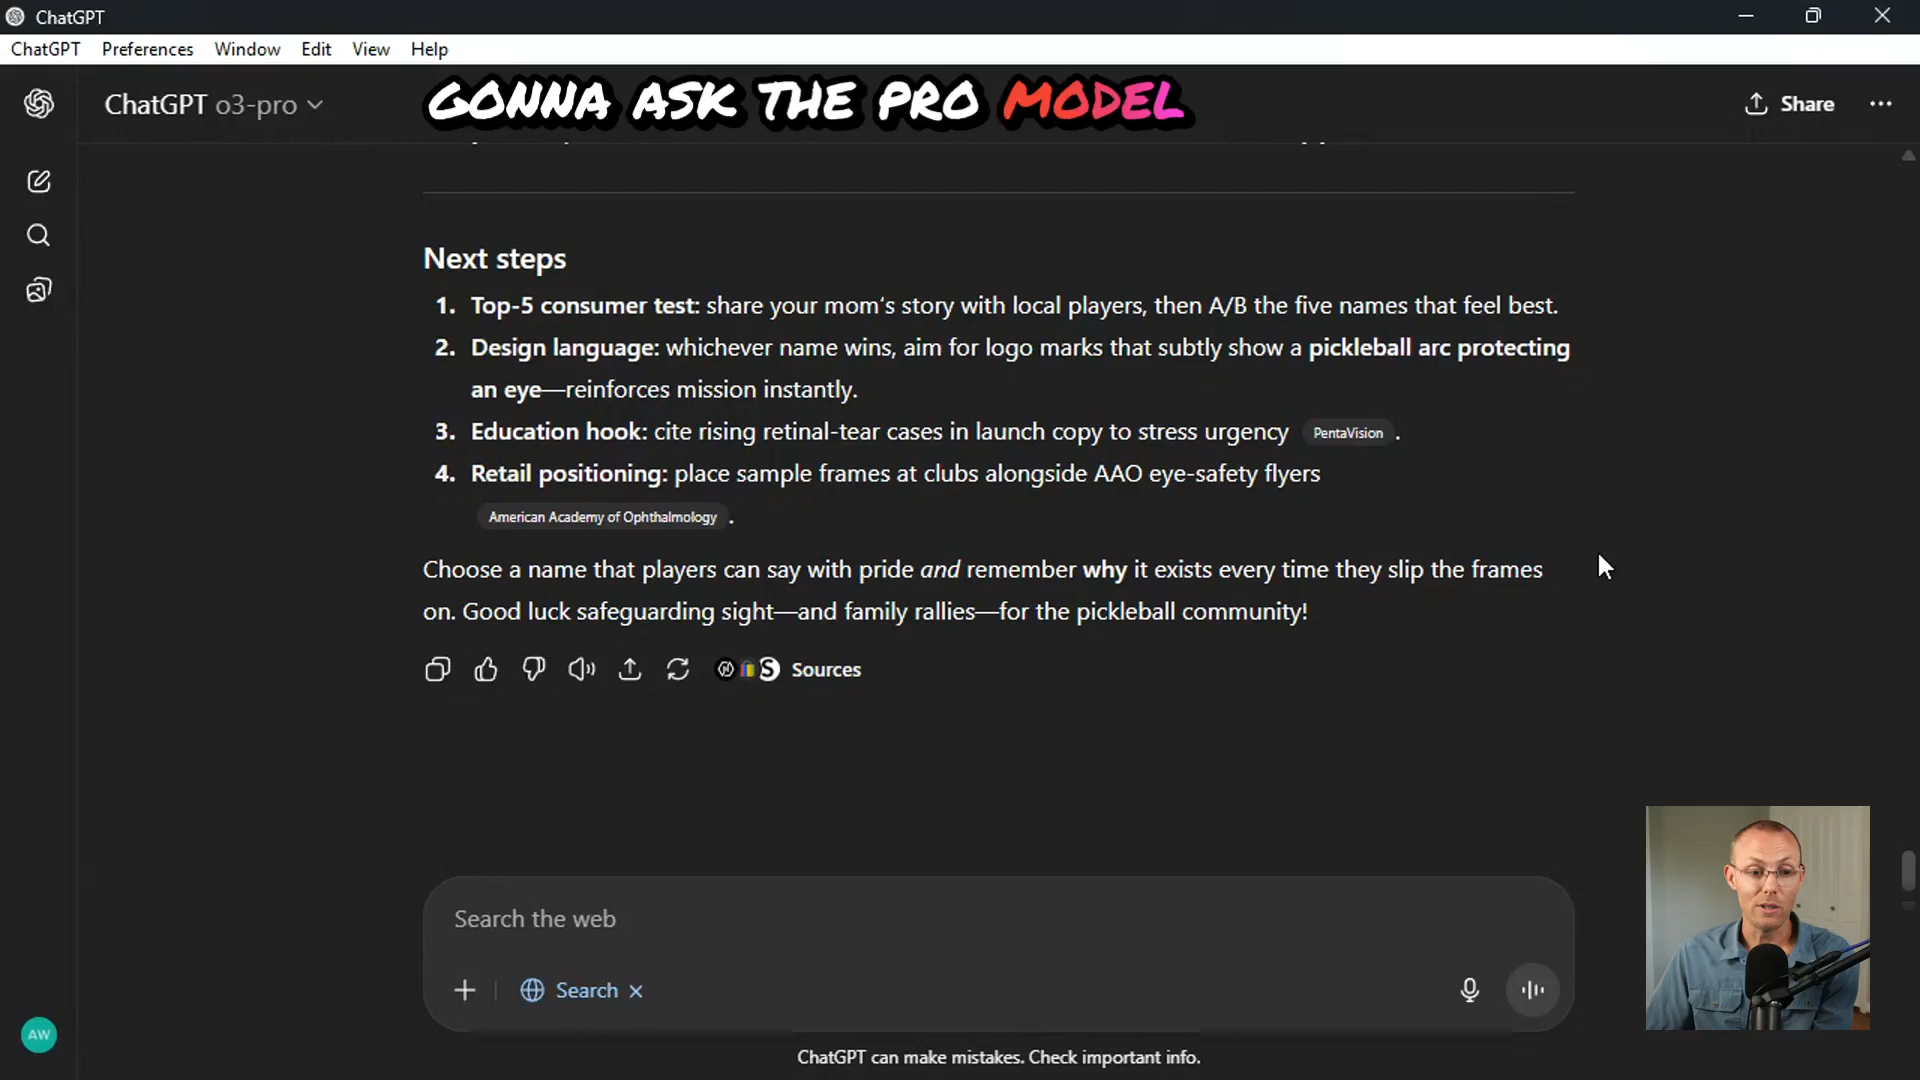 ChatGPT
ChatGPT Preferences Window Edit View Help
ChatGPT o3-pro
GONNA ASK THE PRO MODEL
Share
Next steps
1. Top-5 consumer test: share your mom's story with local players, then A/B the five names that feel best.
2. Design language: whichever name wins, aim for logo marks that subtly show a pickleball arc protecting
an eye—reinforces mission instantly.
3. Education hook: cite rising retinal-tear cases in launch copy to stress urgency PentaVision .
4. Retail positioning: place sample frames at clubs alongside AAO eye-safety flyers
American Academy of Ophthalmology .
Choose a name that players can say with pride and remember why it exists every time they slip the frames
on. Good luck safeguarding sight—and family rallies—for the pickleball community!
S Sources
Search the web
Search
AW
ChatGPT can make mistakes. Check important info.